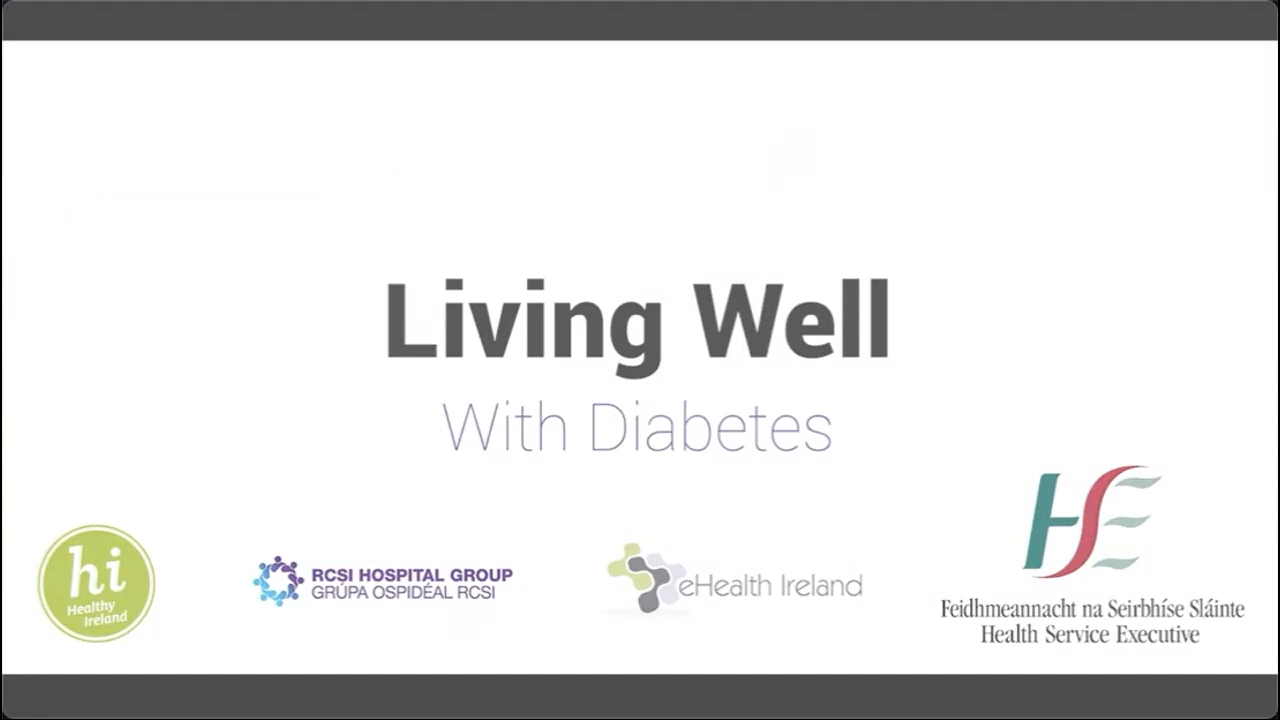 Living Well
With Diabetes
hi
Healthy
Ireland
RCSI HOSPITAL GROUP
GRÚPA OSPIDÉAL RCSI
eHealth Ireland
HSE
Feidhmeannacht na Seirbhíse Sláinte
Health Service Executive